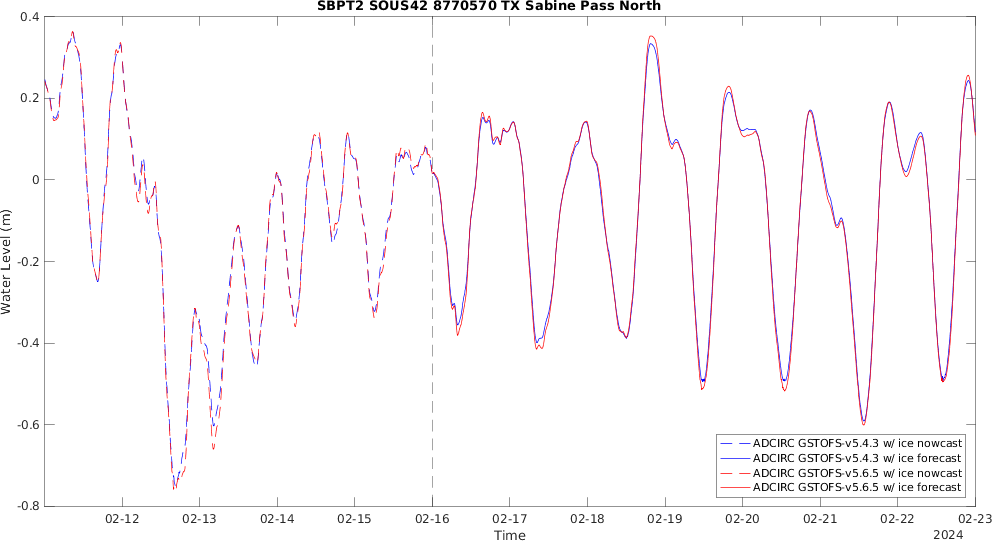 SBPT2 SOUS42 8770570 TX Sabine Pass North
0.4
0.2
0
-0.2
-0.4
-0.6
-0.8
Water Level (m)
ADCIRC GSTOFS-v5.4.3 w/ ice nowcast
ADCIRC GSTOFS-v5.4.3 w/ ice forecast
ADCIRC GSTOFS-v5.6.5 w/ ice nowcast
ADCIRC GSTOFS-v5.6.5 w/ ice forecast
02-12 02-13 02-14 02-15 02-16 02-17 02-18 02-19 02-20 02-21 02-22 02-23
Time 2024